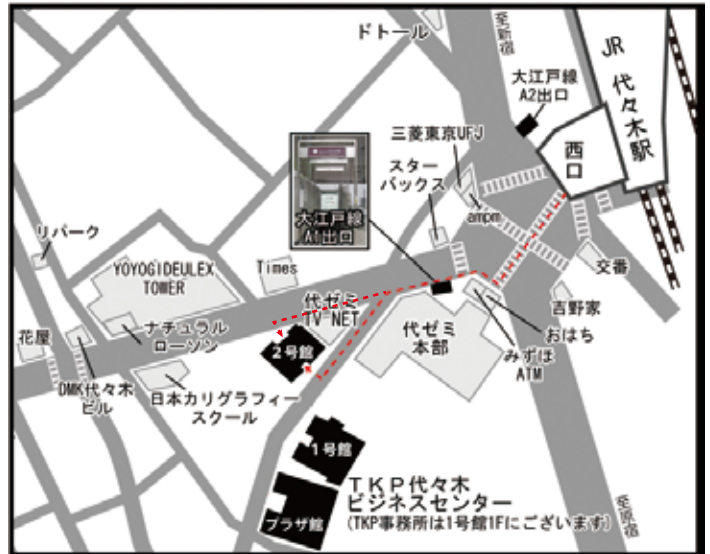 ドトール
至新宿
JR 代々木駅
大江戸線
A2出口
西口
三菱東京UFJ
スター
バックス
ampm
大江戸線
A1出口
リパーク
YOYOGIDEULEX
TOWER
Times
交番
吉野家
おはち
みずほ
ATM
代ゼミ
TV-NET
代ゼミ
本部
花屋
ナチュラル
ローソン
2号館
DMK代々木
ビル
日本カリグラフィー
スクール
1号館
TKP代々木
ビジネスセンター
(TKP事務所は1号館1Fにございます)
プラザ館
至原宿